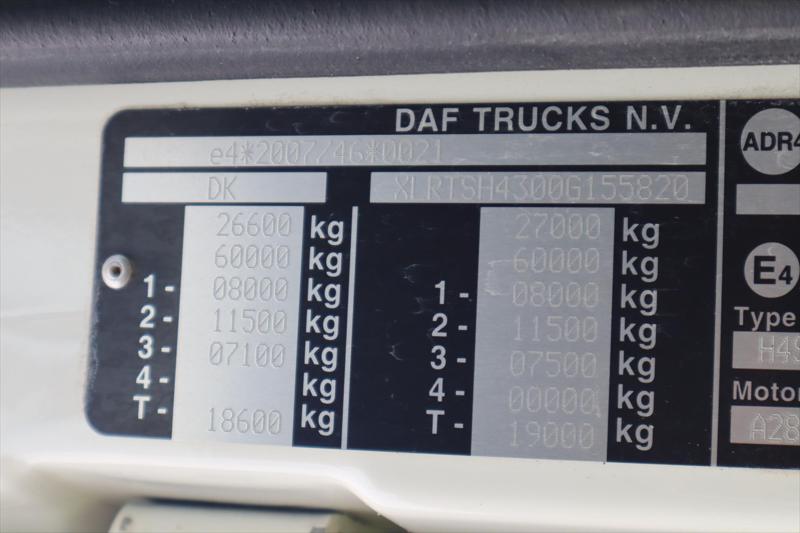 DAF TRUCKS N.V.
e4*2007/46*0021
DK XLRTSH4300G155820
26600 kg 27000 kg
60000 kg 60000 kg
1- 08000 kg 1- 08000 kg
2- 11500 kg 2- 11500 kg
3- 07100 kg 3- 07500 kg
4- kg 4- 00000 kg
T- 18600 kg T- 19000 kg
ADR4
E4
Type
H4S
Motor
A28